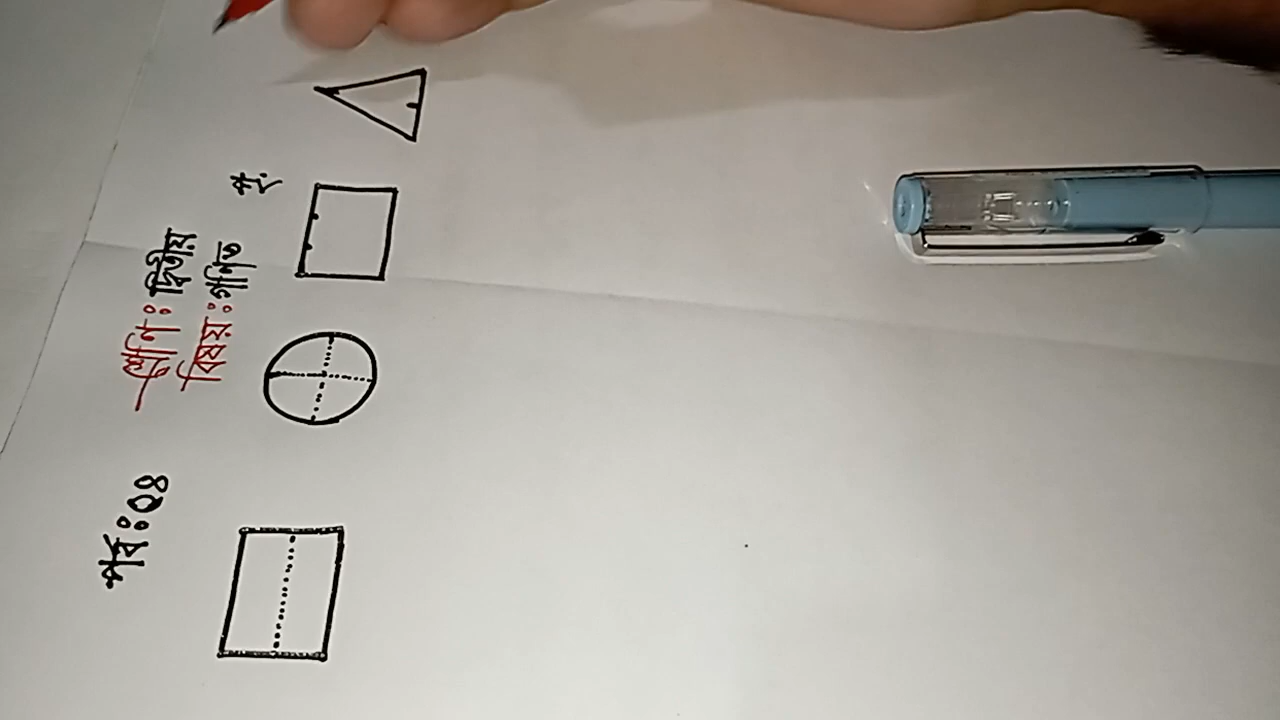 পর্ব : ০৪
শ্রেণি : দ্বিতীয়
বিষয় : গণিত